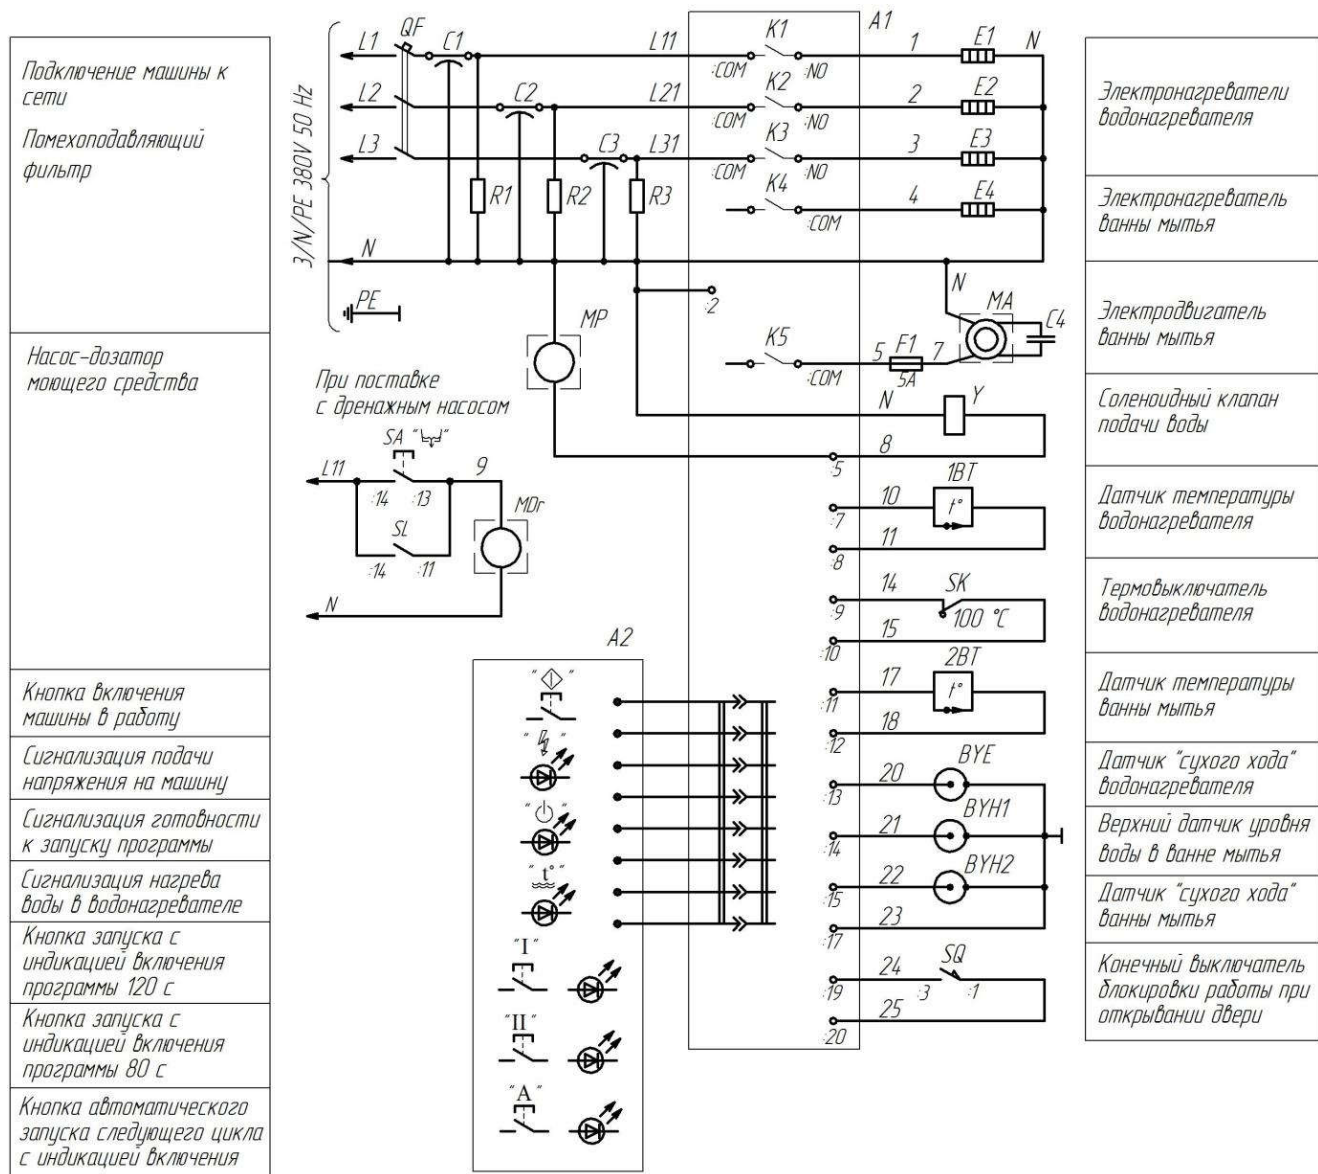 Подключение машины к
сети
Помехоподавляющий
фильтр
Насос-дозатор
моющего средства
Кнопка включения
машины в работу
Сигнализация подачи
напряжения на машину
Сигнализация готовности
к запуску программы
Сигнализация нагрева
воды в водонагревателе
Кнопка запуска с
индикацией включения
программы 120 с
Кнопка запуска с
индикацией включения
программы 80 с
Кнопка автоматического
запуска следующего цикла
с индикацией включения
3/N/PE 380V 50 Hz
L1 QF C1 L11 K1 A1 1 E1 N
:COM :NO
L2 C2 L21 K2 2 E2
:COM :NO
L3 C3 L31 K3 3 E3
:COM :NO
R1 R2 R3 K4 4 E4
:COM
N
PE
:2
N
MA
C4
MP
K5 5 F1 7
:COM 5A
При поставке
с дренажным насосом
SA " "
L11 9
:14 :13
SL
:14 :11
MDr
N
N Y
8
:5
10 1BT
:7 t°
11
:8
14 SK
:9 100 °C
15
:10
17 2BT
:11 t°
18
:12
20 BYE
:13
21 BYH1
:14
22 BYH2
:15
23
:17
24 SQ
:19 :3 :1
25
:20
A2
" "
" "
" "
" t° "
"I"
"II"
"A"
Электронагреватели
водонагревателя
Электронагреватель
ванны мытья
Электродвигатель
ванны мытья
Соленоидный клапан
подачи воды
Датчик температуры
водонагревателя
Термовыключатель
водонагревателя
Датчик температуры
ванны мытья
Датчик "сухого хода"
водонагревателя
Верхний датчик уровня
воды в ванне мытья
Датчик "сухого хода"
ванны мытья
Конечный выключатель
блокировки работы при
открывании двери